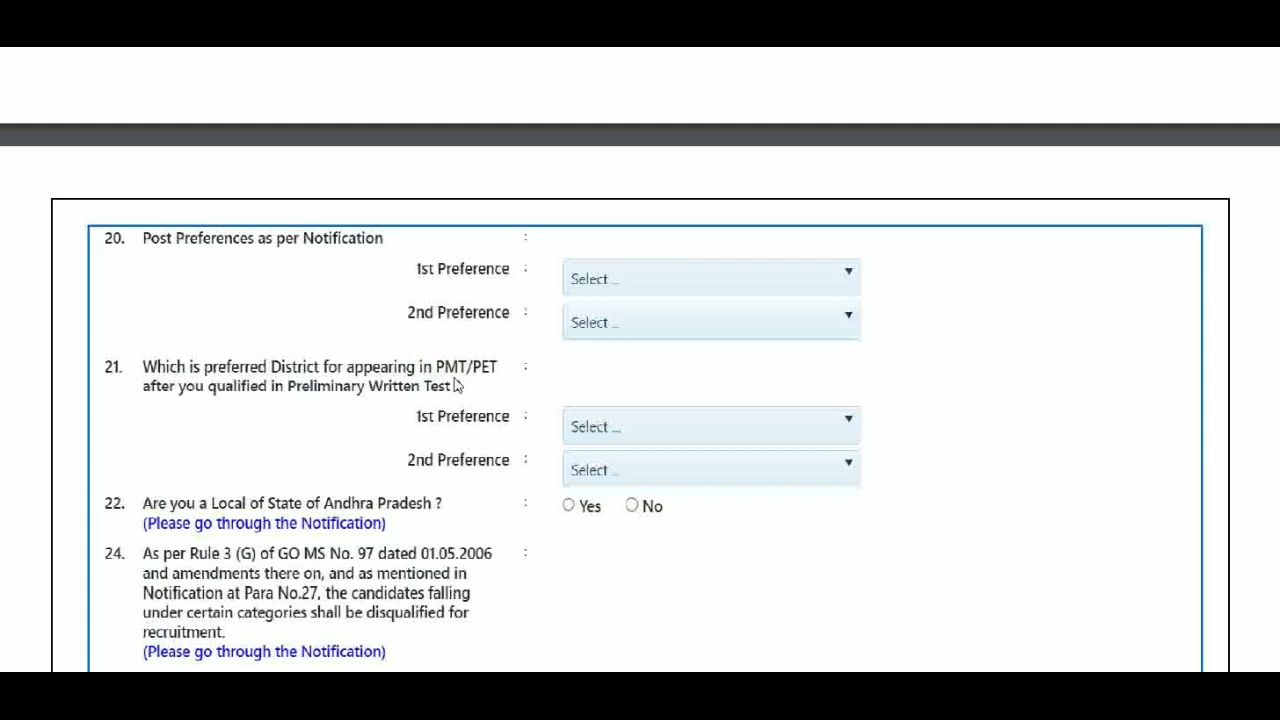 20. Post Preferences as per Notification :
1st Preference : Select ...
2nd Preference : Select ...
21. Which is preferred District for appearing in PMT/PET :
after you qualified in Preliminary Written Test
1st Preference : Select ...
2nd Preference : Select ...
22. Are you a Local of State of Andhra Pradesh ? : Yes No
(Please go through the Notification)
24. As per Rule 3 (G) of GO MS No. 97 dated 01.05.2006 :
and amendments there on, and as mentioned in
Notification at Para No.27, the candidates falling
under certain categories shall be disqualified for
recruitment.
(Please go through the Notification)